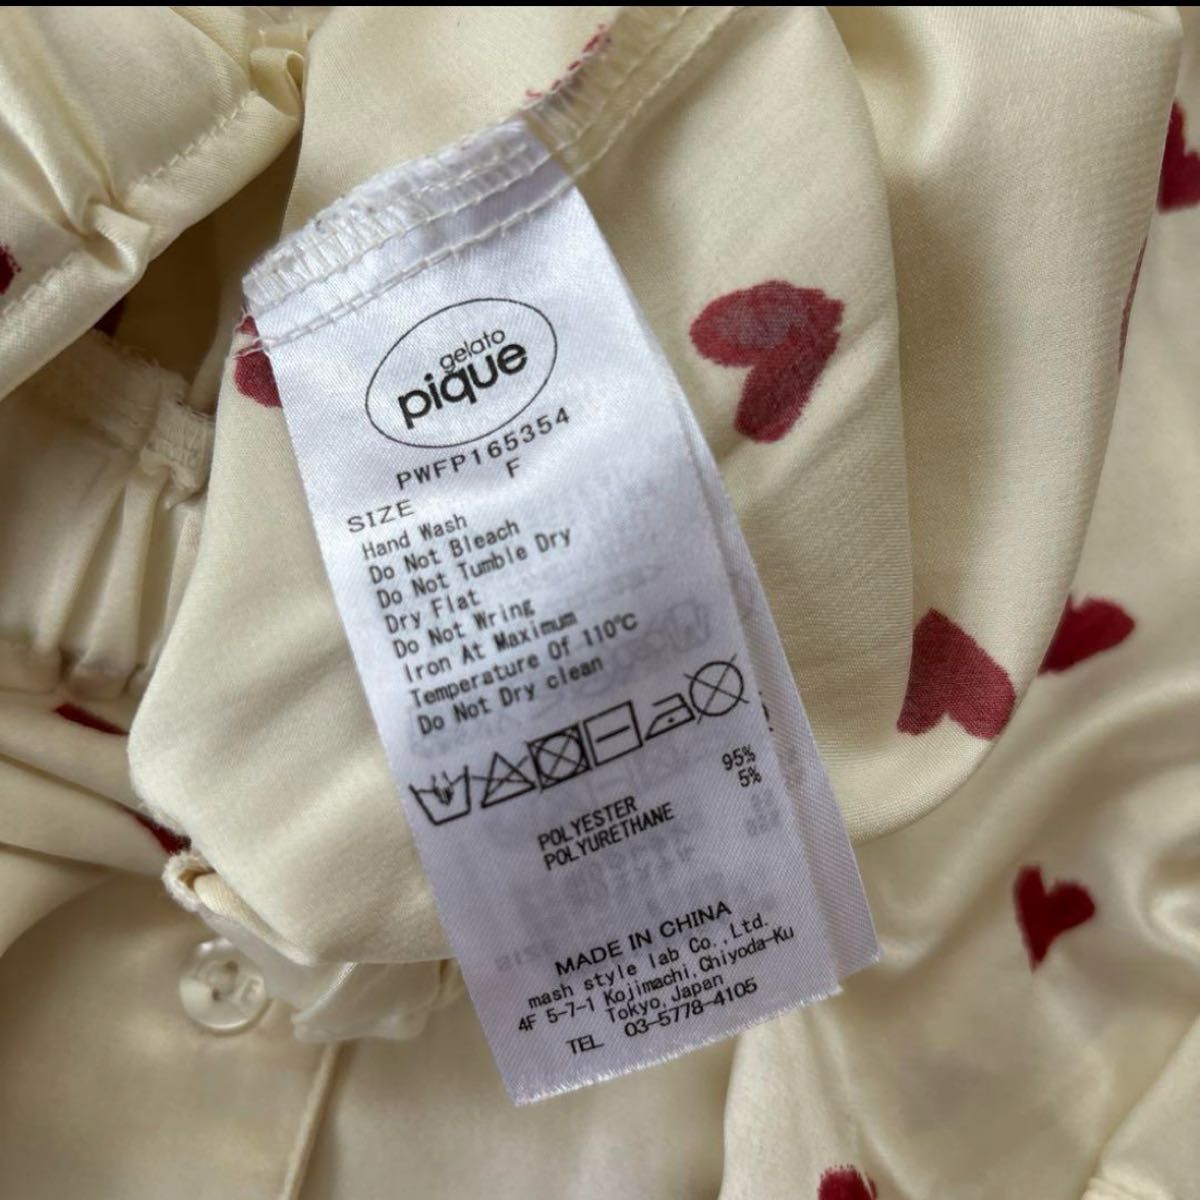 gelato
pique
PWFP165354
SIZE F
Hand Wash
Do Not Bleach
Do Not Tumble Dry
Dry Flat
Do Not Wring
Iron At Maximum
Temperature Of 110℃
Do Not Dry clean
POLYESTER 95%
POLYURETHANE 5%
MADE IN CHINA
mash style lab Co.,Ltd.
4F 5-7-1 Kojimachi,Chiyoda-Ku
Tokyo,Japan
TEL 03-5778-4105